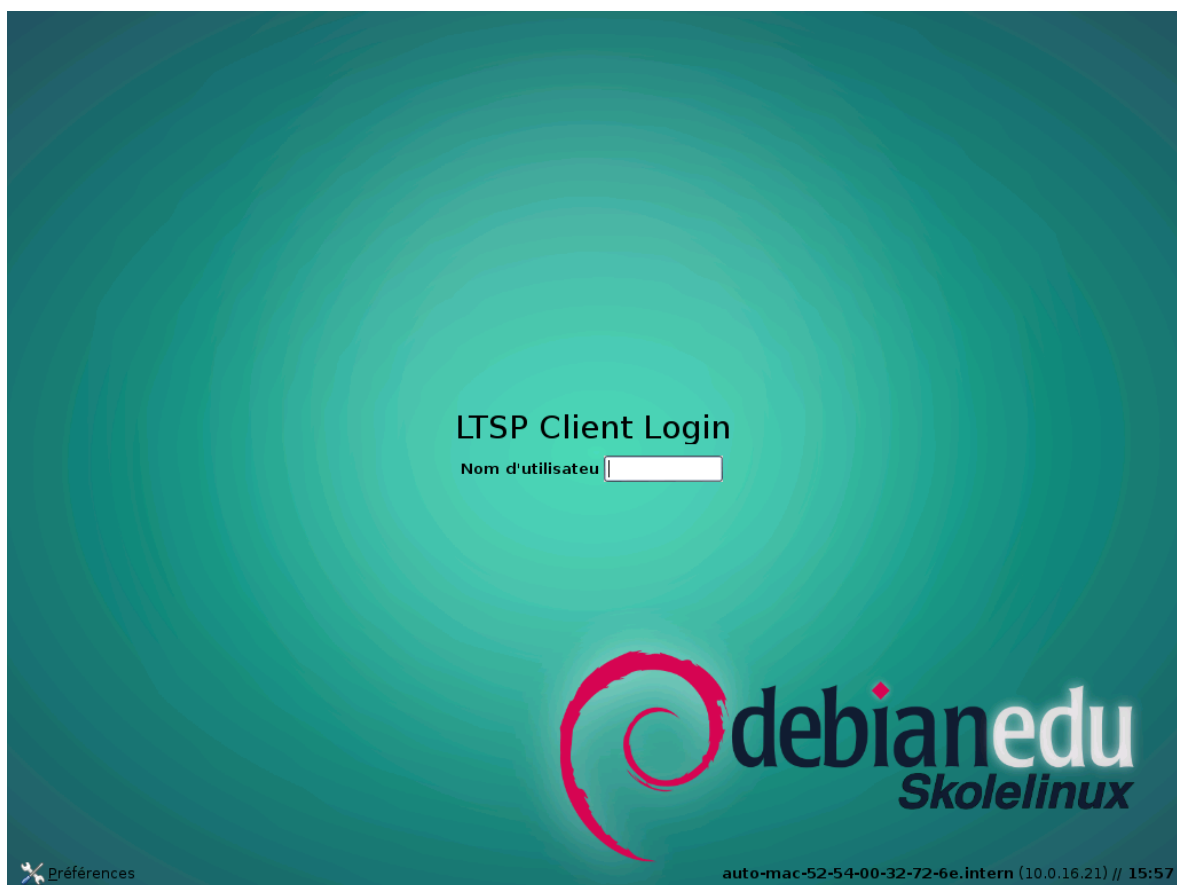 LTSP Client Login
Nom d'utilisateu
debianedu
Skolelinux
Préférences
auto-mac-52-54-00-32-72-6e.intern (10.0.16.21) // 15:57